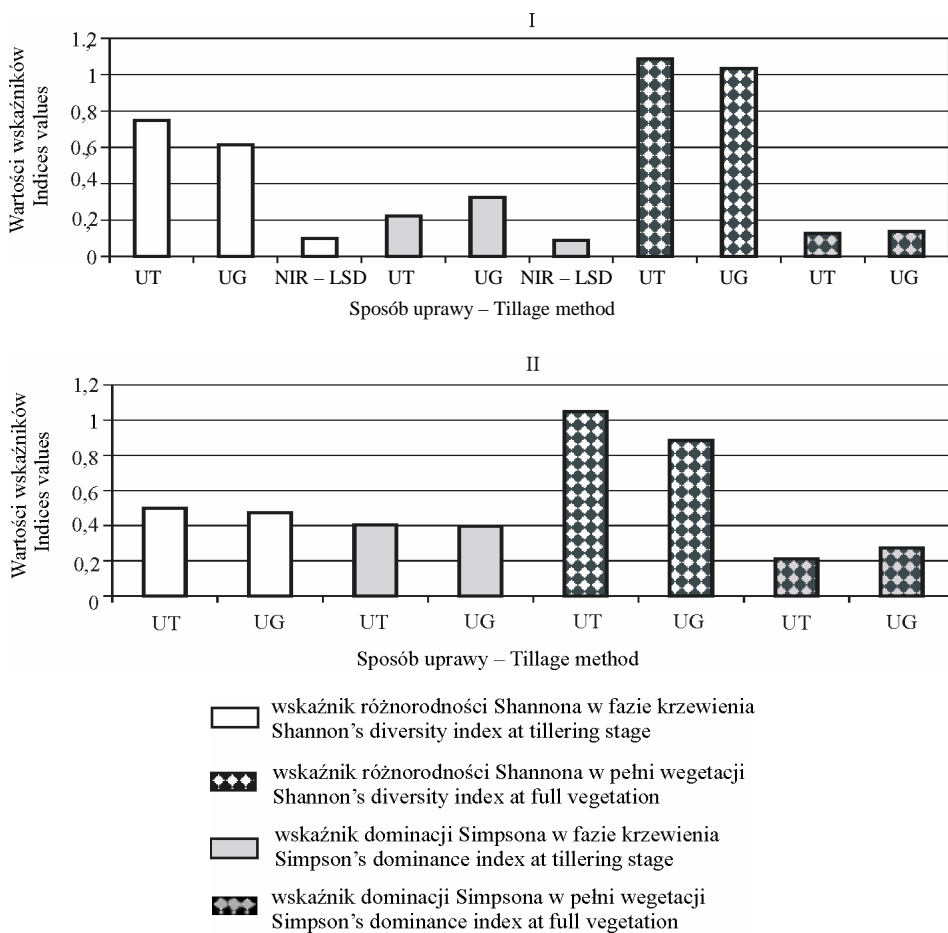 I
Wartości wskaźników
Indices values
1,2
1
0,8
0,6
0,4
0,2
0
UT UG NIR – LSD UT UG NIR – LSD UT UG UT UG
Sposób uprawy – Tillage method
II
Wartości wskaźników
Indices values
1,2
1
0,8
0,6
0,4
0,2
0
UT UG UT UG UT UG UT UG
Sposób uprawy – Tillage method
wskaźnik różnorodności Shannona w fazie krzewienia
Shannon’s diversity index at tillering stage
wskaźnik różnorodności Shannona w pełni wegetacji
Shannon’s diversity index at full vegetation
wskaźnik dominacji Simpsona w fazie krzewienia
Simpson’s dominance index at tillering stage
wskaźnik dominacji Simpsona w pełni wegetacji
Simpson’s dominance index at full vegetation